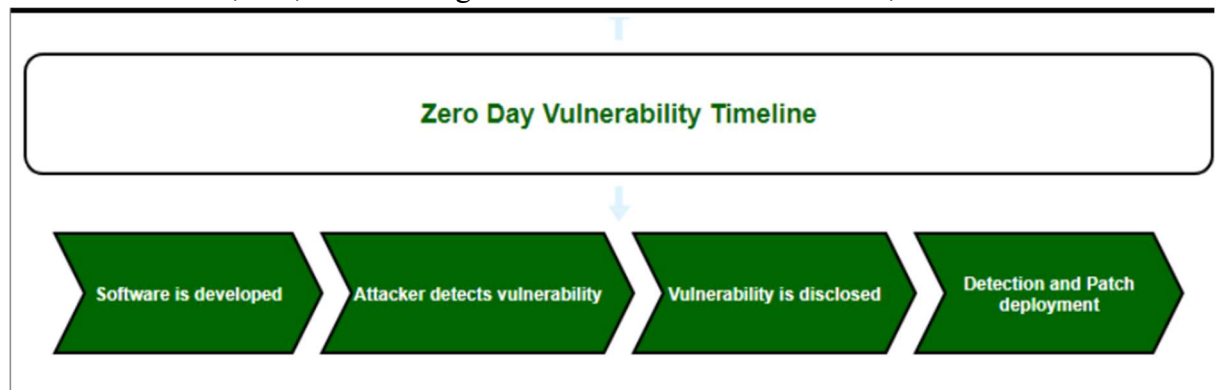 Zero Day Vulnerability Timeline
Software is developed
Attacker detects vulnerability
Vulnerability is disclosed
Detection and Patch
deployment